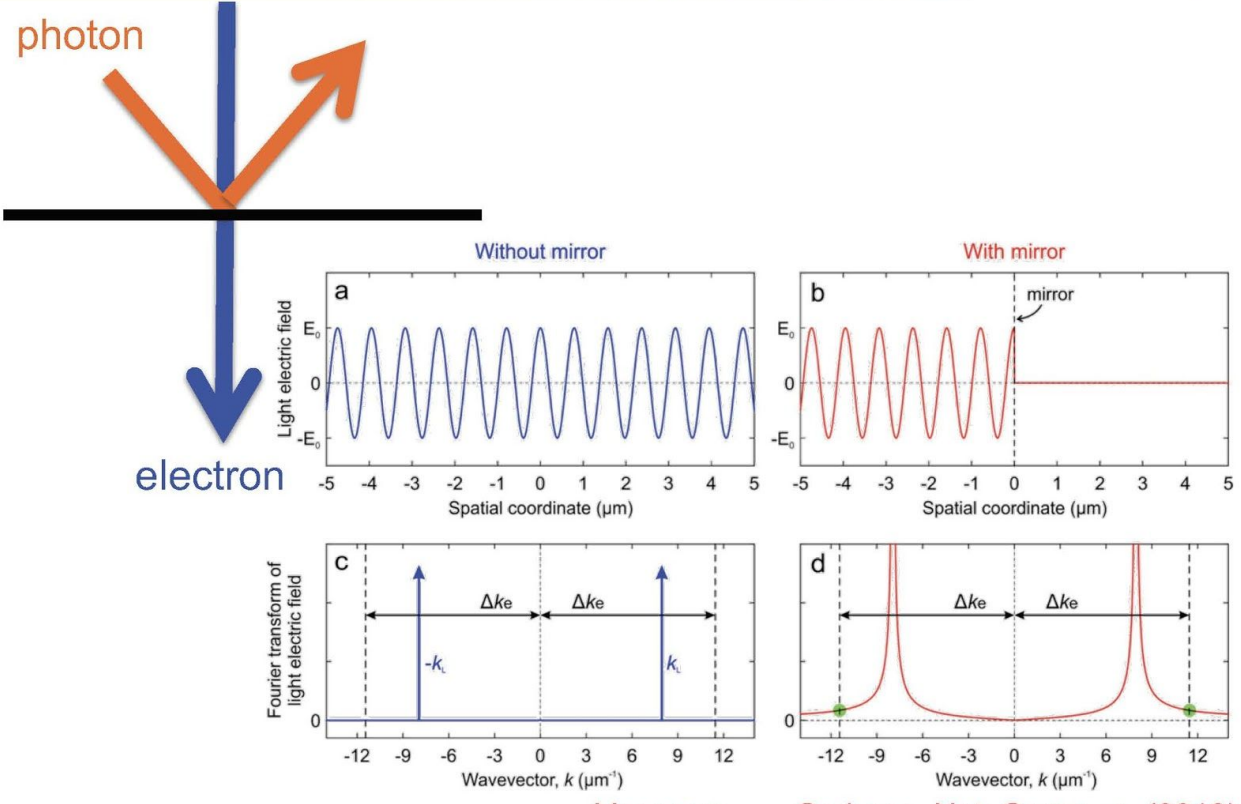 photon
electron
Without mirror
With mirror
a
Light electric field
E₀
0
-E₀
-5 -4 -3 -2 -1 0 1 2 3 4 5
Spatial coordinate (µm)
b
mirror
E₀
0
-E₀
-5 -4 -3 -2 -1 0 1 2 3 4 5
Spatial coordinate (µm)
c
Fourier transform of
light electric field
Δke Δke
-kL
kL
0
-12 -9 -6 -3 0 3 6 9 12
Wavevector, k (µm⁻¹)
d
Δke Δke
0
-12 -9 -6 -3 0 3 6 9 12
Wavevector, k (µm⁻¹)